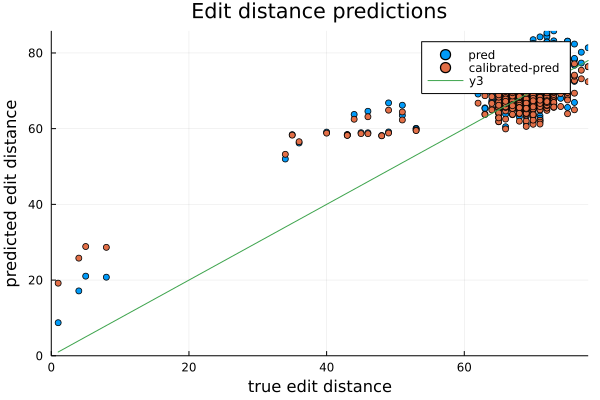 Edit distance predictions
pred
calibrated-pred
y3
predicted edit distance
80
60
40
20
0
0
20
40
60
true edit distance